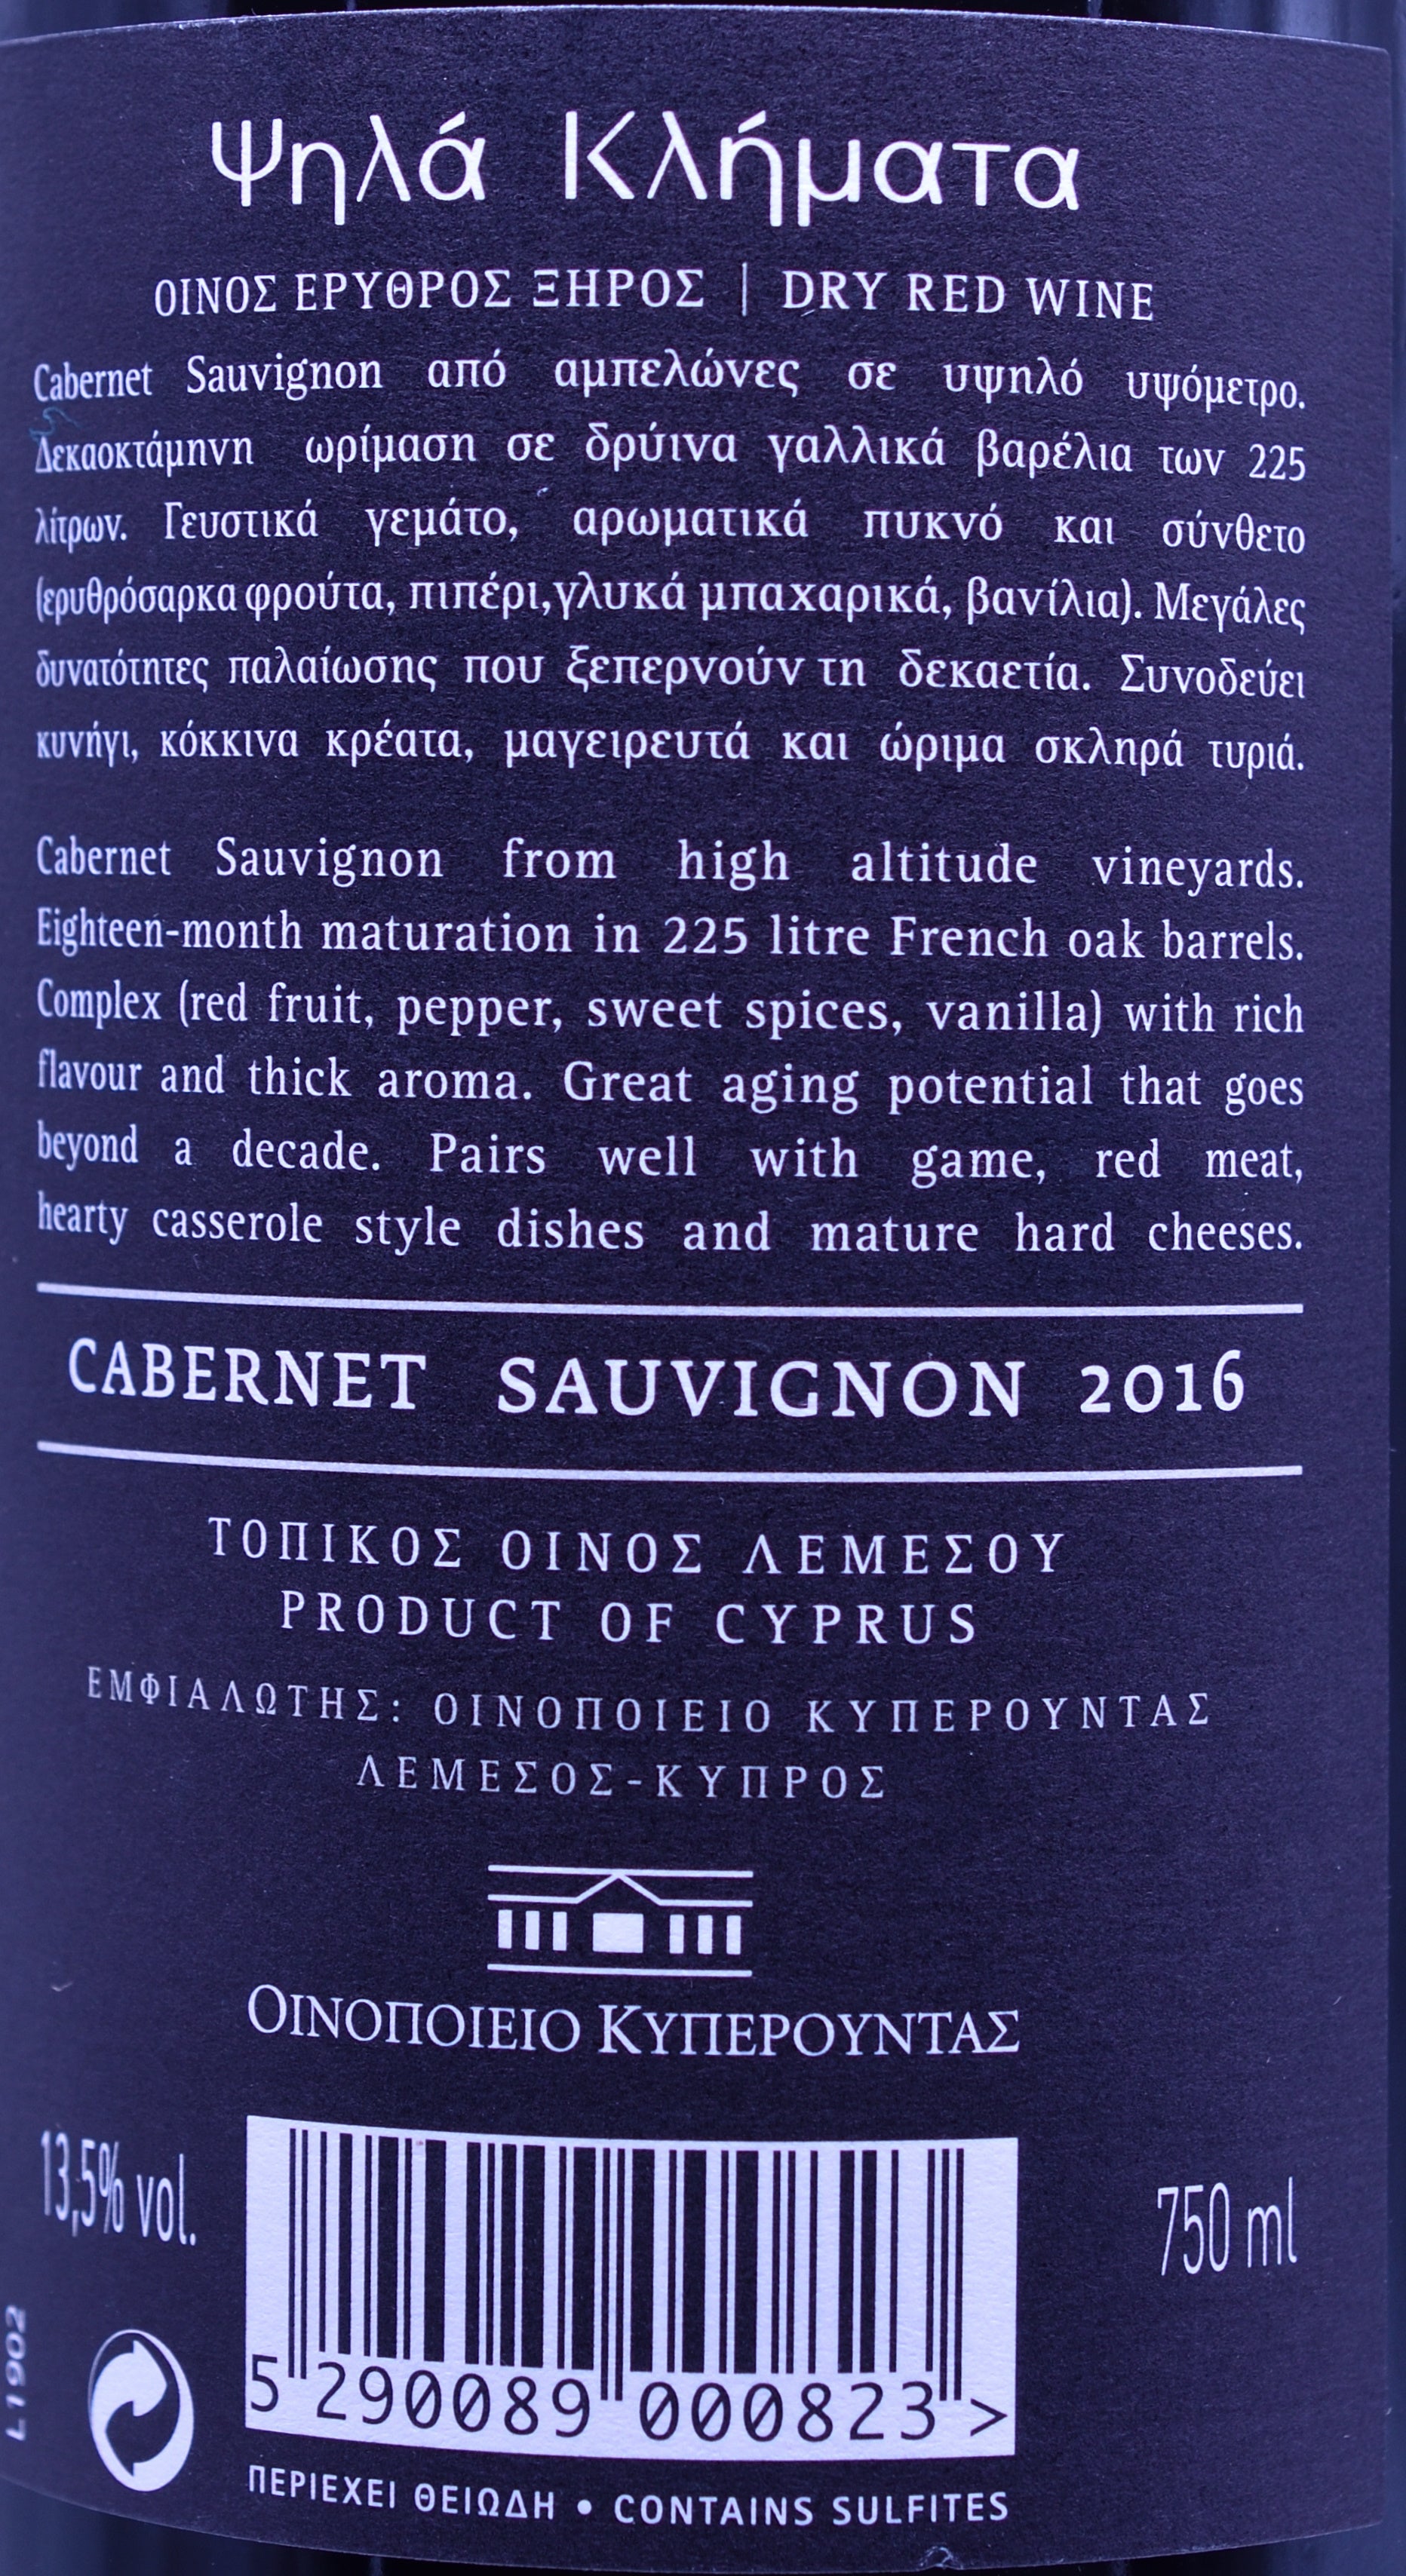 Ψηλά Κλήματα
ΟΙΝΟΣ ΕΡΥΘΡΟΣ ΞΗΡΟΣ | DRY RED WINE
Cabernet Sauvignon από αμπελώνες σε υψηλό υψόμετρο.
Δεκαοκτάμηνη ωρίμαση σε δρύινα γαλλικά βαρέλια των 225
λίτρων. Γευστικά γεμάτο, αρωματικά πυκνό και σύνθετο
(ερυθρόσαρκα φρούτα, πιπέρι,γλυκά μπαχαρικά, βανίλια). Μεγάλες
δυνατότητες παλαίωσης που ξεπερνούν τη δεκαετία. Συνοδεύει
κυνήγι, κόκκινα κρέατα, μαγειρευτά και ώριμα σκληρά τυριά.
Cabernet Sauvignon from high altitude vineyards.
Eighteen-month maturation in 225 litre French oak barrels.
Complex (red fruit, pepper, sweet spices, vanilla) with rich
flavour and thick aroma. Great aging potential that goes
beyond a decade. Pairs well with game, red meat,
hearty casserole style dishes and mature hard cheeses.
CABERNET SAUVIGNON 2016
ΤΟΠΙΚΟΣ ΟΙΝΟΣ ΛΕΜΕΣΟΥ
PRODUCT OF CYPRUS
ΕΜΦΙΑΛΩΤΗΣ: ΟΙΝΟΠΟΙΕΙΟ ΚΥΠΕΡΟΥΝΤΑΣ
ΛΕΜΕΣΟΣ-ΚΥΠΡΟΣ
ΟΙΝΟΠΟΙΕΙΟ ΚΥΠΕΡΟΥΝΤΑΣ
13,5% vol.
750 ml
L1902
5 290089 000823 >
ΠΕΡΙΕΧΕΙ ΘΕΙΩΔΗ • CONTAINS SULFITES